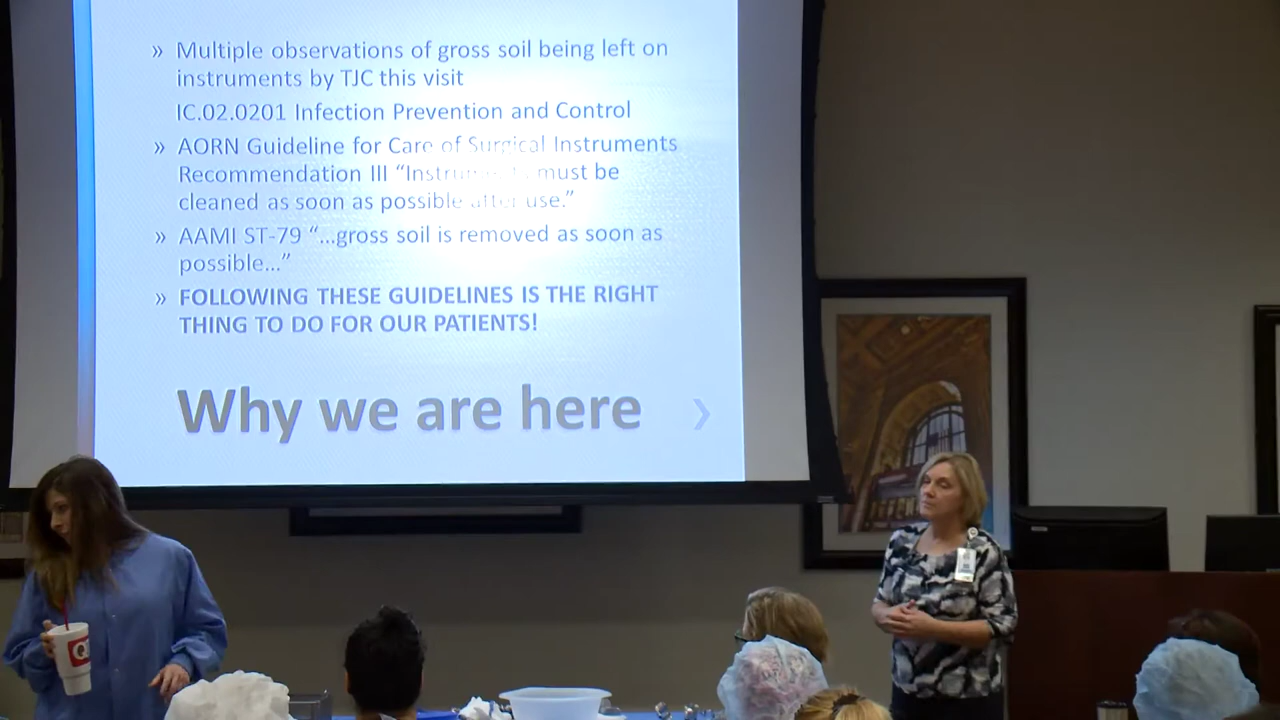 » Multiple observations of gross soil being left on
instruments by TJC this visit
IC.02.0201 Infection Prevention and Control
» AORN Guideline for Care of Surgical Instruments
Recommendation III “Instruments must be
cleaned as soon as possible after use.”
» AAMI ST-79 “...gross soil is removed as soon as
possible...”
» FOLLOWING THESE GUIDELINES IS THE RIGHT
THING TO DO FOR OUR PATIENTS!
Why we are here
Q